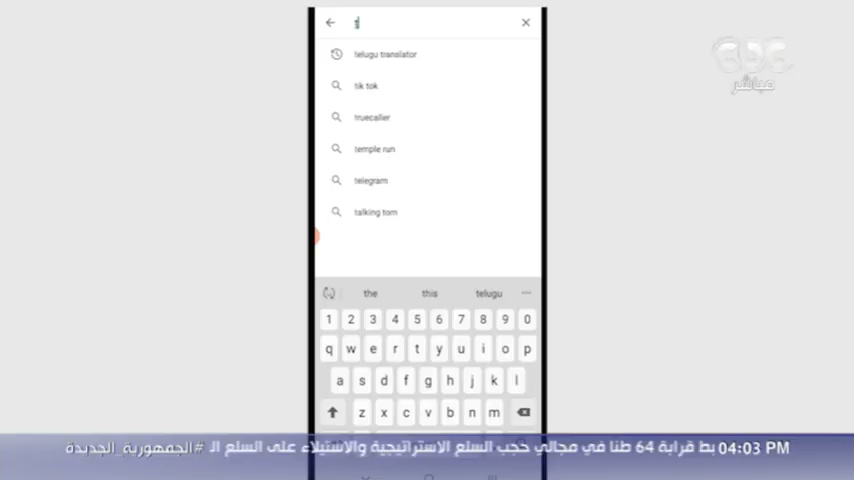 t
CBC
مباشر
telugu translator
tik tok
truecaller
temple run
telegram
talking tom
the this telugu
1 2 3 4 5 6 7 8 9 0
q w e r t y u i o p
a s d f g h j k l
z x c v b n m
04:03 PM بط قرابة 64 طنا في مجالي حجب السلع الاستراتيجية والاستيلاء على السلع ال #الجمهورية_الجديدة